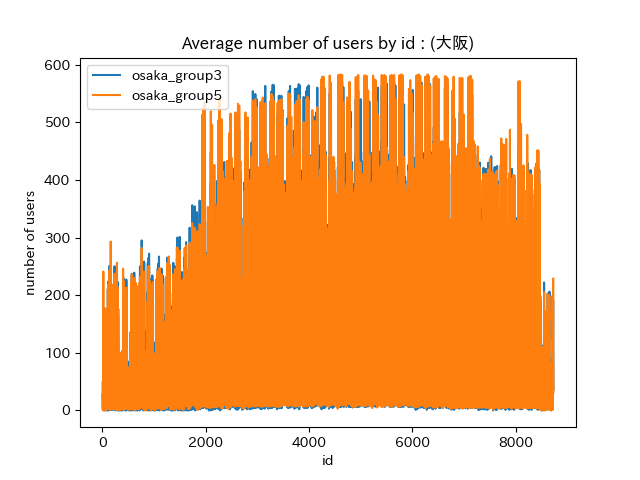 Average number of users by id : (大阪)
osaka_group3
osaka_group5
number of users
600
500
400
300
200
100
0
0 2000 4000 6000 8000
id